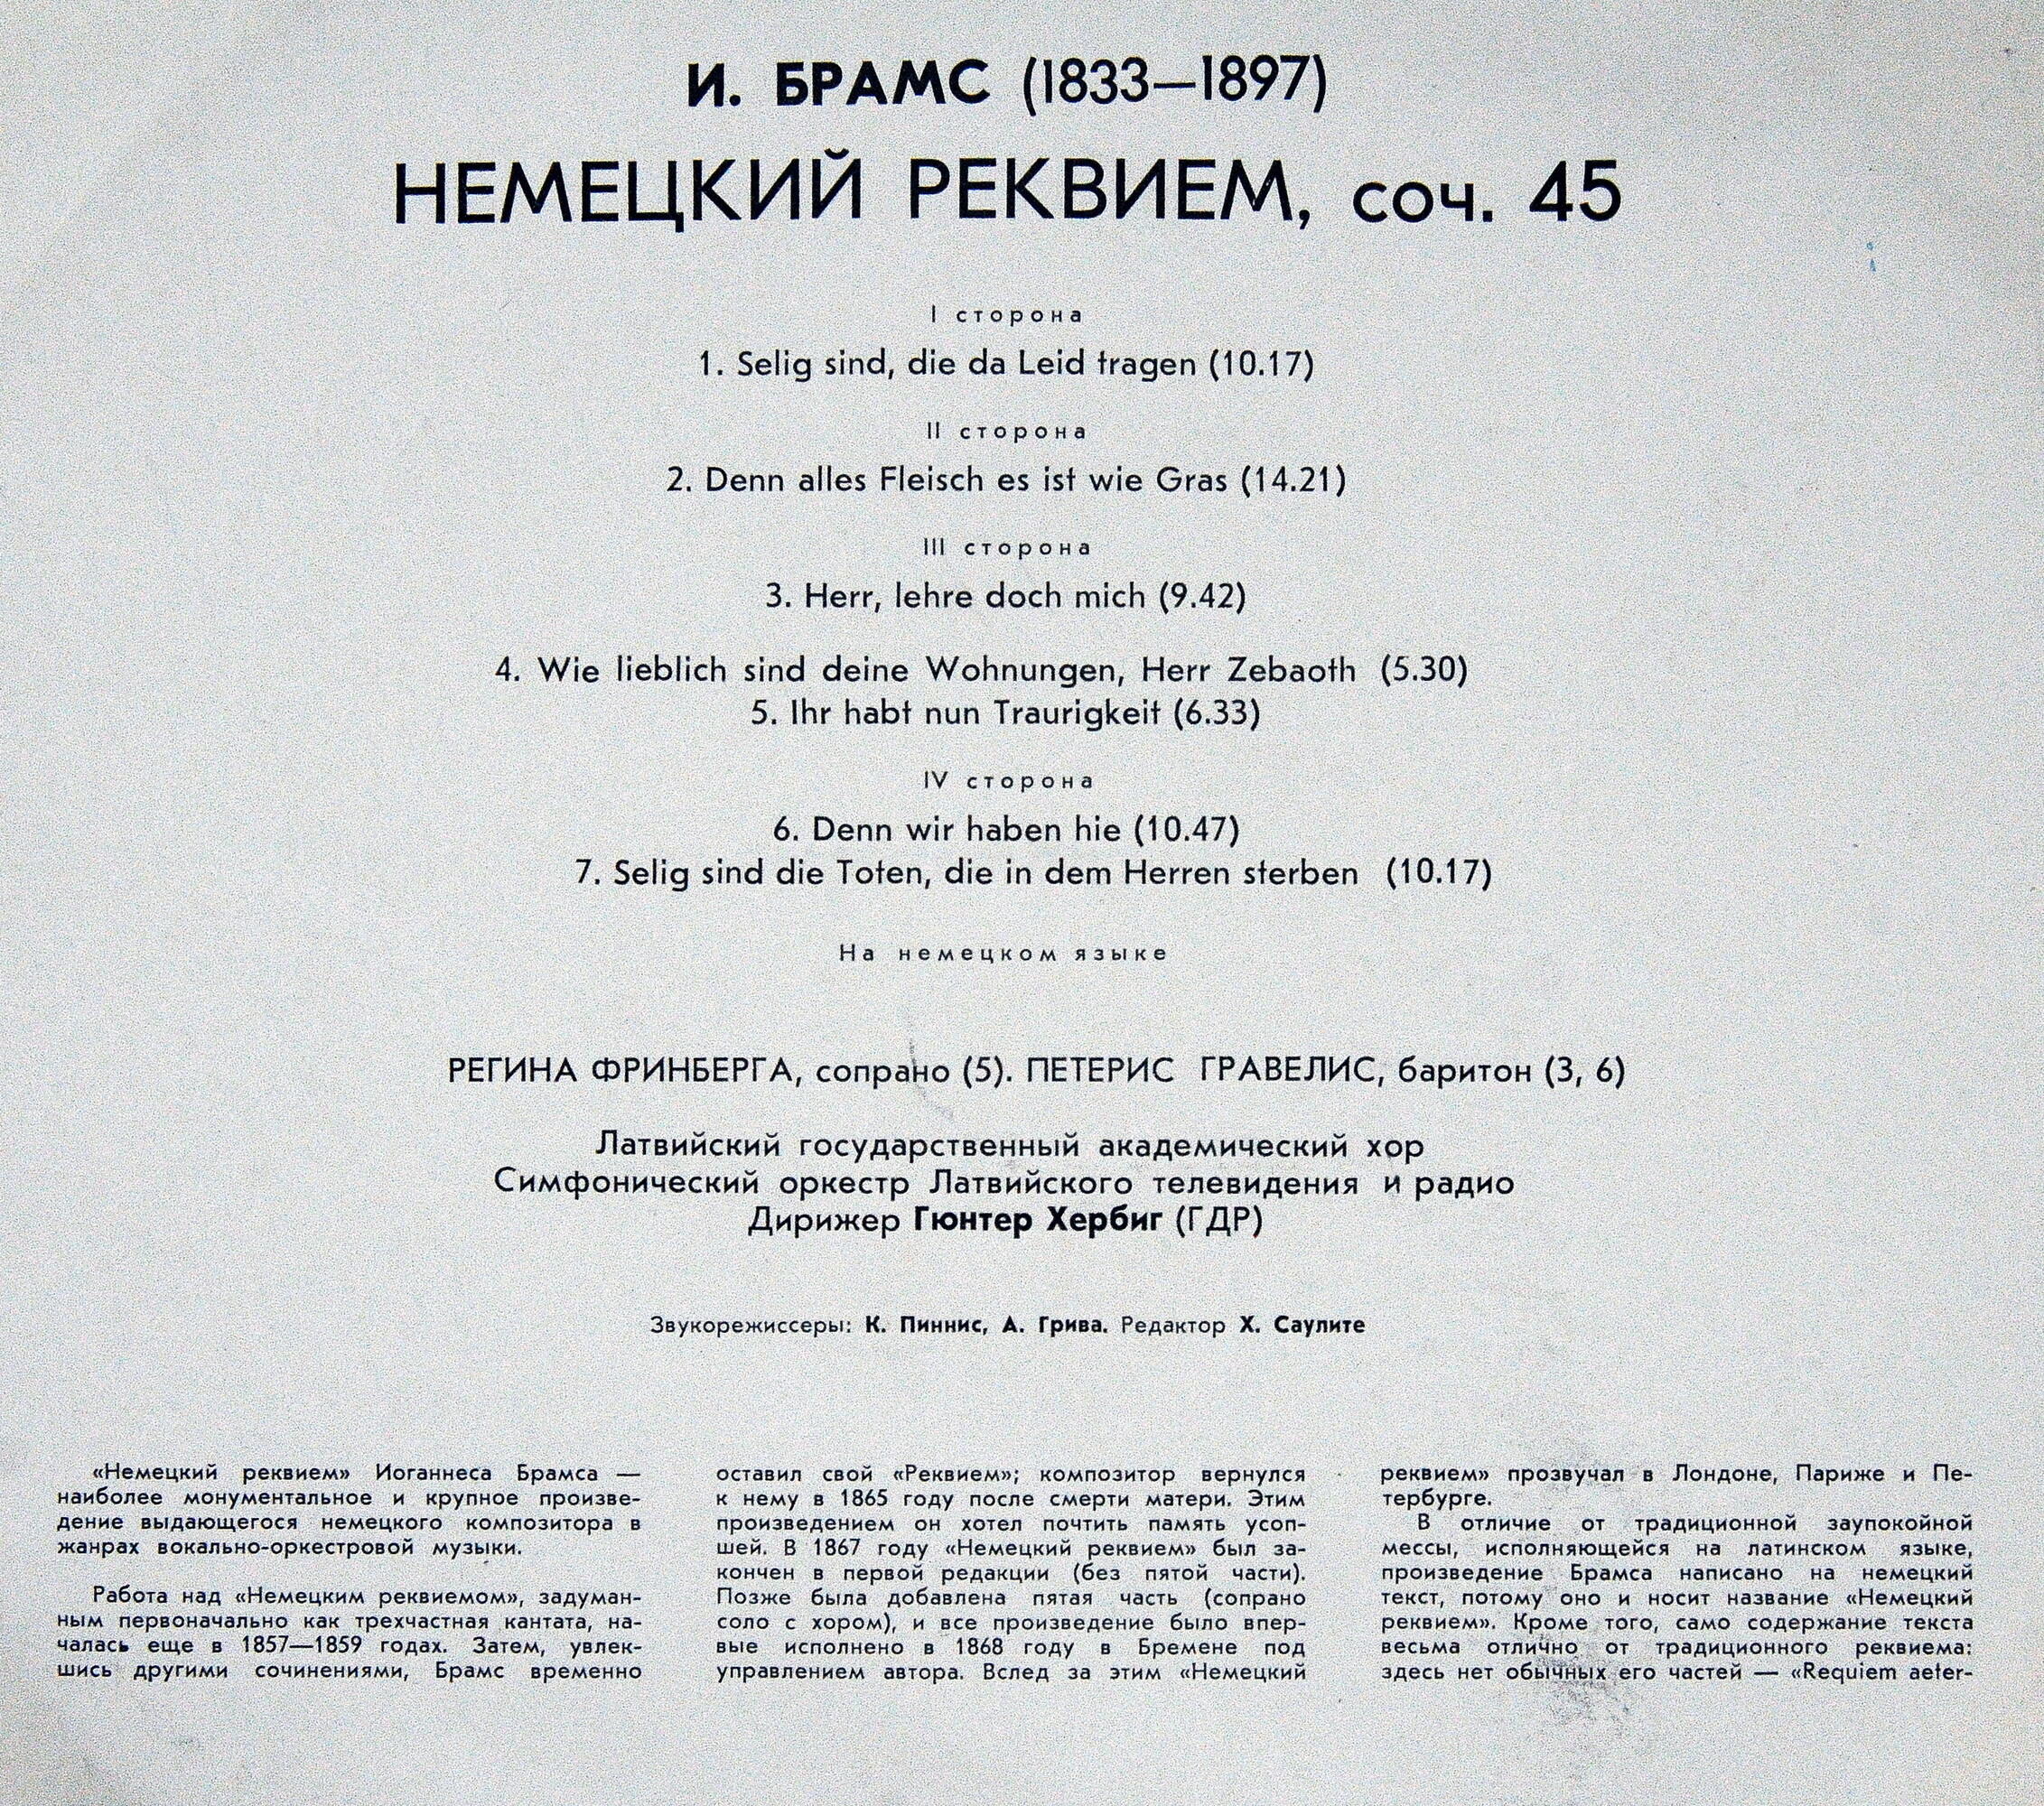 И. БРАМС (1833—1897)
НЕМЕЦКИЙ РЕКВИЕМ, соч. 45
I сторона
1. Selig sind, die da Leid tragen (10.17)
II сторона
2. Denn alles Fleisch es ist wie Gras (14.21)
III сторона
3. Herr, lehre doch mich (9.42)
4. Wie lieblich sind deine Wohnungen, Herr Zebaoth (5.30)
5. Ihr habt nun Traurigkeit (6.33)
IV сторона
6. Denn wir haben hie (10.47)
7. Selig sind die Toten, die in dem Herren sterben (10.17)
На немецком языке
РЕГИНА ФРИНБЕРГА, сопрано (5). ПЕТЕРИС ГРАВЕЛИС, баритон (3, 6)
Латвийский государственный академический хор
Симфонический оркестр Латвийского телевидения и радио
Дирижер Гюнтер Хербиг (ГДР)
Звукорежиссеры: К. Пиннис, А. Грива. Редактор Х. Саулите
«Немецкий реквием» Иоганнеса Брамса —
наиболее монументальное и крупное произве-
дение выдающегося немецкого композитора в
жанрах вокально-оркестровой музыки.
Работа над «Немецким реквиемом», задуман-
ным первоначально как трехчастная кантата, на-
чалась еще в 1857—1859 годах. Затем, увлек-
шись другими сочинениями, Брамс временно
оставил свой «Реквием»; композитор вернулся
к нему в 1865 году после смерти матери. Этим
произведением он хотел почтить память усоп-
шей. В 1867 году «Немецкий реквием» был за-
кончен в первой редакции (без пятой части).
Позже была добавлена пятая часть (сопрано
соло с хором), и все произведение было впер-
вые исполнено в 1868 году в Бремене под
управлением автора. Вслед за этим «Немецкий
реквием» прозвучал в Лондоне, Париже и Пе-
тербурге.
В отличие от традиционной заупокойной
мессы, исполняющейся на латинском языке,
произведение Брамса написано на немецкий
текст, потому оно и носит название «Немецкий
реквием». Кроме того, само содержание текста
весьма отлично от традиционного реквиема:
здесь нет обычных его частей — «Requiem aeter-